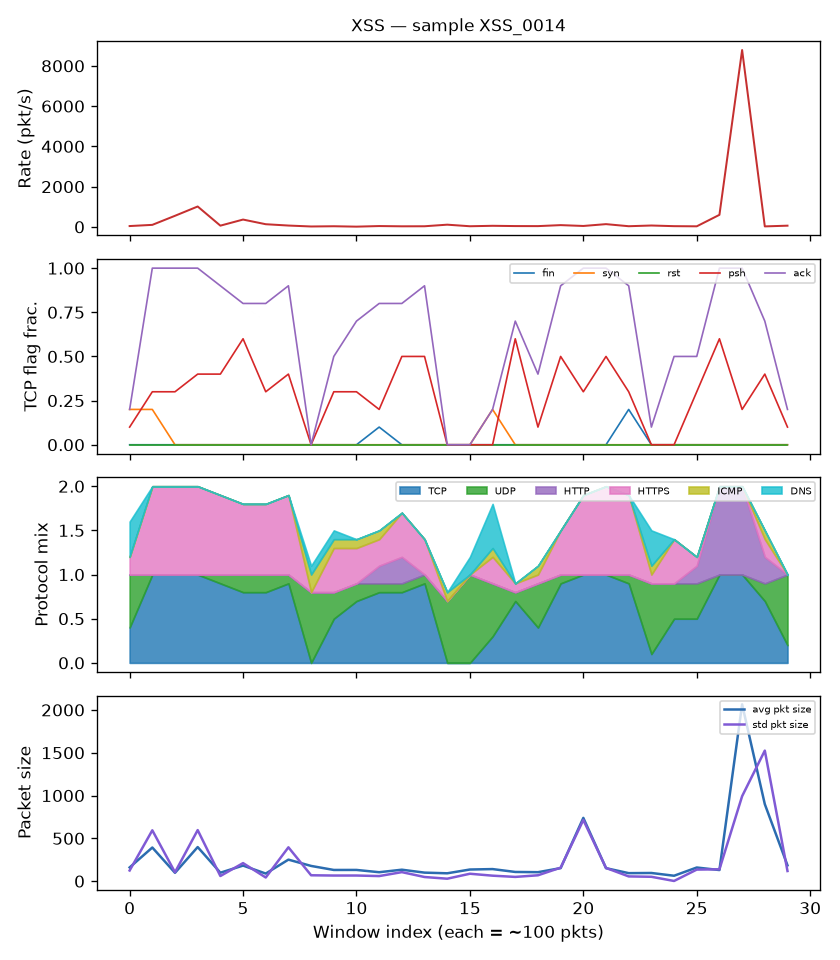 XSS — sample XSS_0014
Rate (pkt/s)
8000
6000
4000
2000
0
TCP flag frac.
1.00
0.75
0.50
0.25
0.00
fin syn rst psh ack
Protocol mix
2.0
1.5
1.0
0.5
0.0
TCP UDP HTTP HTTPS ICMP DNS
Packet size
2000
1500
1000
500
0
avg pkt size
std pkt size
0 5 10 15 20 25 30
Window index (each = ~100 pkts)